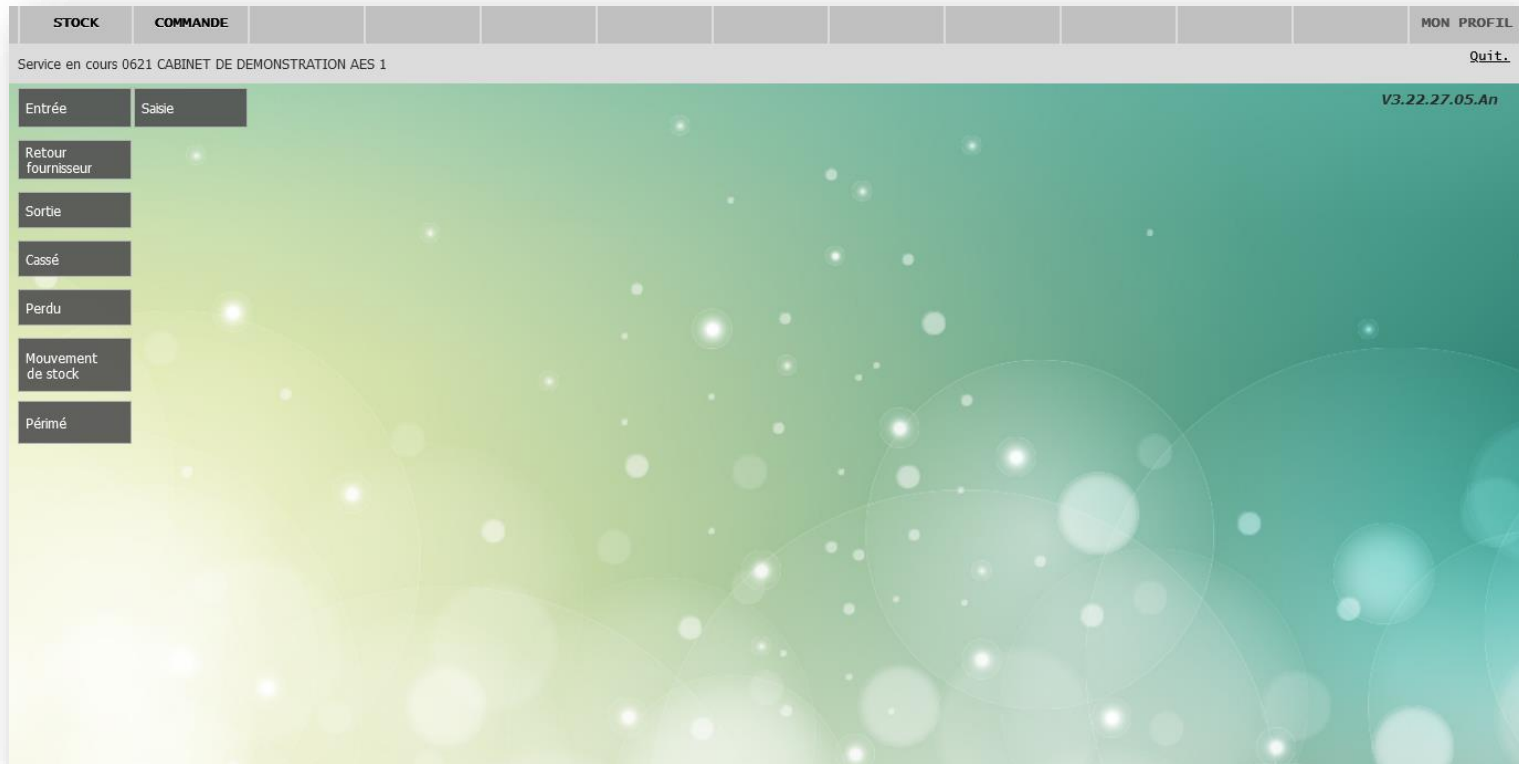 STOCK COMMANDE MON PROFIL
Service en cours 0621 CABINET DE DEMONSTRATION AES 1 Quit.
Entrée Saisie V3.22.27.05.An
Retour
fournisseur
Sortie
Cassé
Perdu
Mouvement
de stock
Périmé